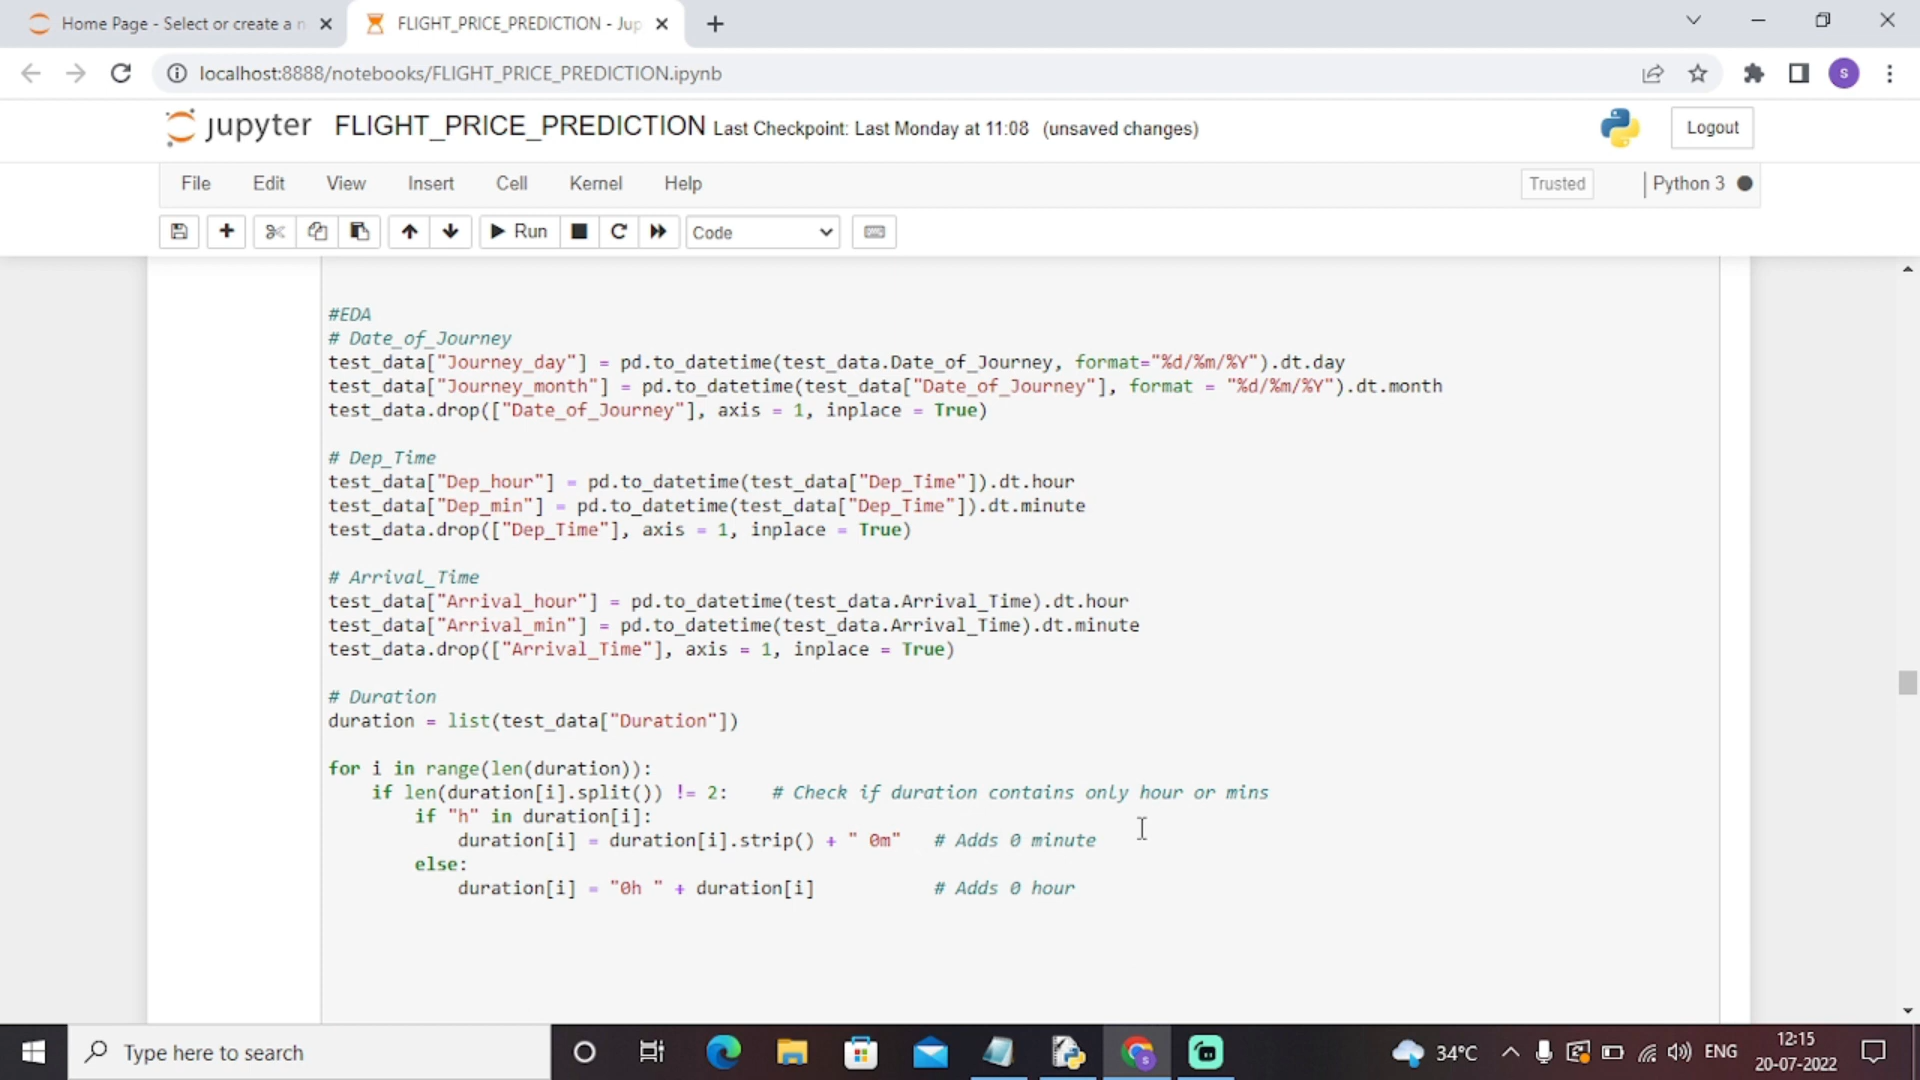 Home Page - Select or create a n
FLIGHT_PRICE_PREDICTION - Jup
localhost:8888/notebooks/FLIGHT_PRICE_PREDICTION.ipynb
s
jupyter FLIGHT_PRICE_PREDICTION Last Checkpoint: Last Monday at 11:08 (unsaved changes)
Logout
File Edit View Insert Cell Kernel Help
Trusted
Python 3
Run
Code
#EDA
# Date_of_Journey
test_data["Journey_day"] = pd.to_datetime(test_data.Date_of_Journey, format="%d/%m/%Y").dt.day
test_data["Journey_month"] = pd.to_datetime(test_data["Date_of_Journey"], format = "%d/%m/%Y").dt.month
test_data.drop(["Date_of_Journey"], axis = 1, inplace = True)
# Dep_Time
test_data["Dep_hour"] = pd.to_datetime(test_data["Dep_Time"]).dt.hour
test_data["Dep_min"] = pd.to_datetime(test_data["Dep_Time"]).dt.minute
test_data.drop(["Dep_Time"], axis = 1, inplace = True)
# Arrival_Time
test_data["Arrival_hour"] = pd.to_datetime(test_data.Arrival_Time).dt.hour
test_data["Arrival_min"] = pd.to_datetime(test_data.Arrival_Time).dt.minute
test_data.drop(["Arrival_Time"], axis = 1, inplace = True)
# Duration
duration = list(test_data["Duration"])
for i in range(len(duration)):
    if len(duration[i].split()) != 2:    # Check if duration contains only hour or mins
        if "h" in duration[i]:
            duration[i] = duration[i].strip() + " 0m"   # Adds 0 minute
        else:
            duration[i] = "0h " + duration[i]           # Adds 0 hour
Type here to search
34°C
ENG
12:15
20-07-2022